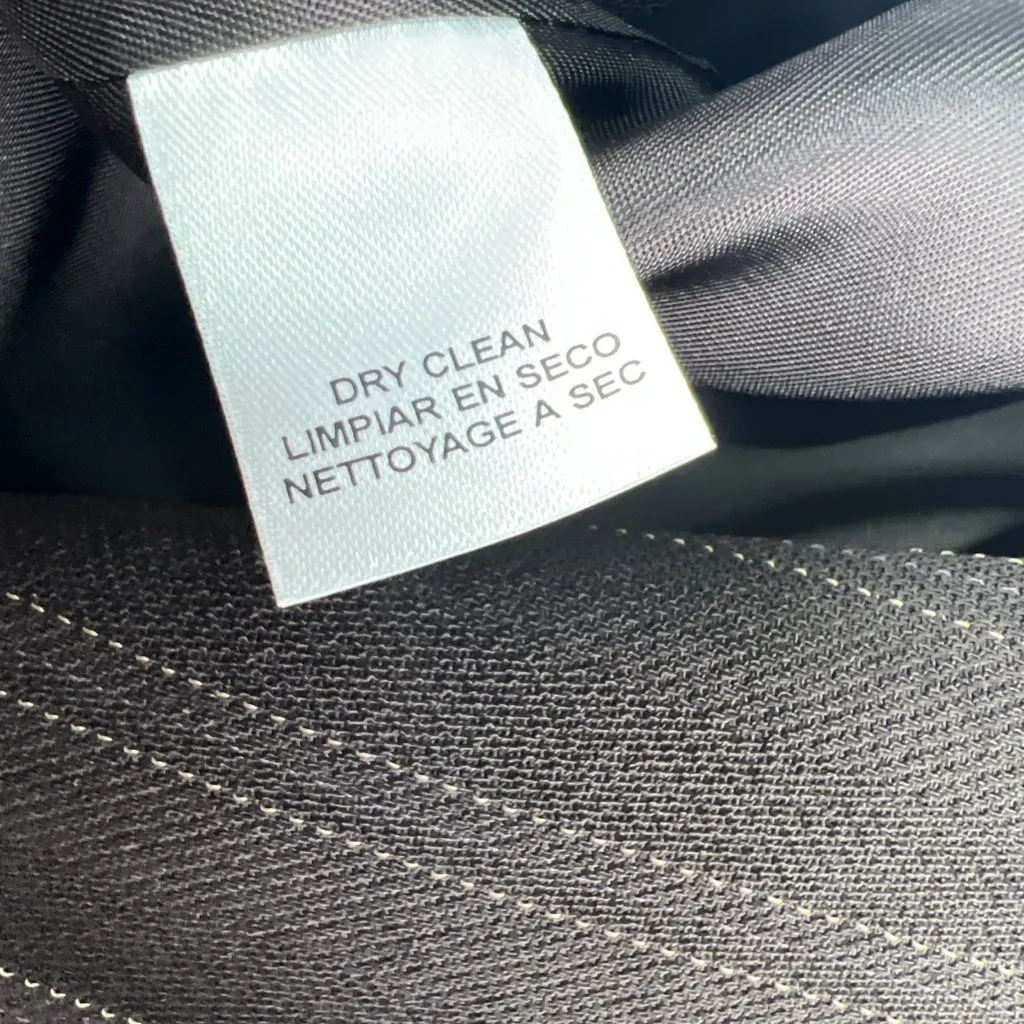 DRY CLEAN
LIMPIAR EN SECO
NETTOYAGE A SEC